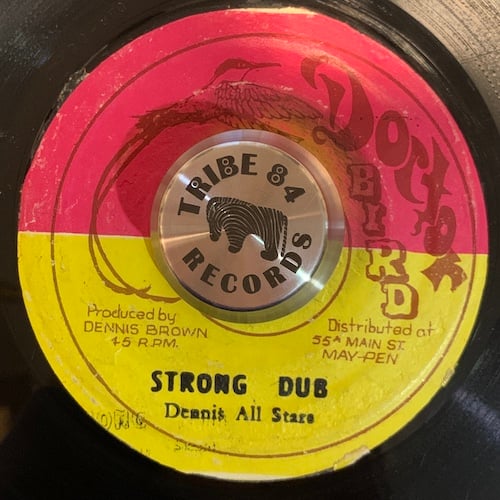 Doctor
BIRD
TRIBE 84
RECORDS
Produced by
DENNIS BROWN
45 R.P.M.
Distributed at
55A MAIN ST.
MAY-PEN
STRONG DUB
Dennis All Stars